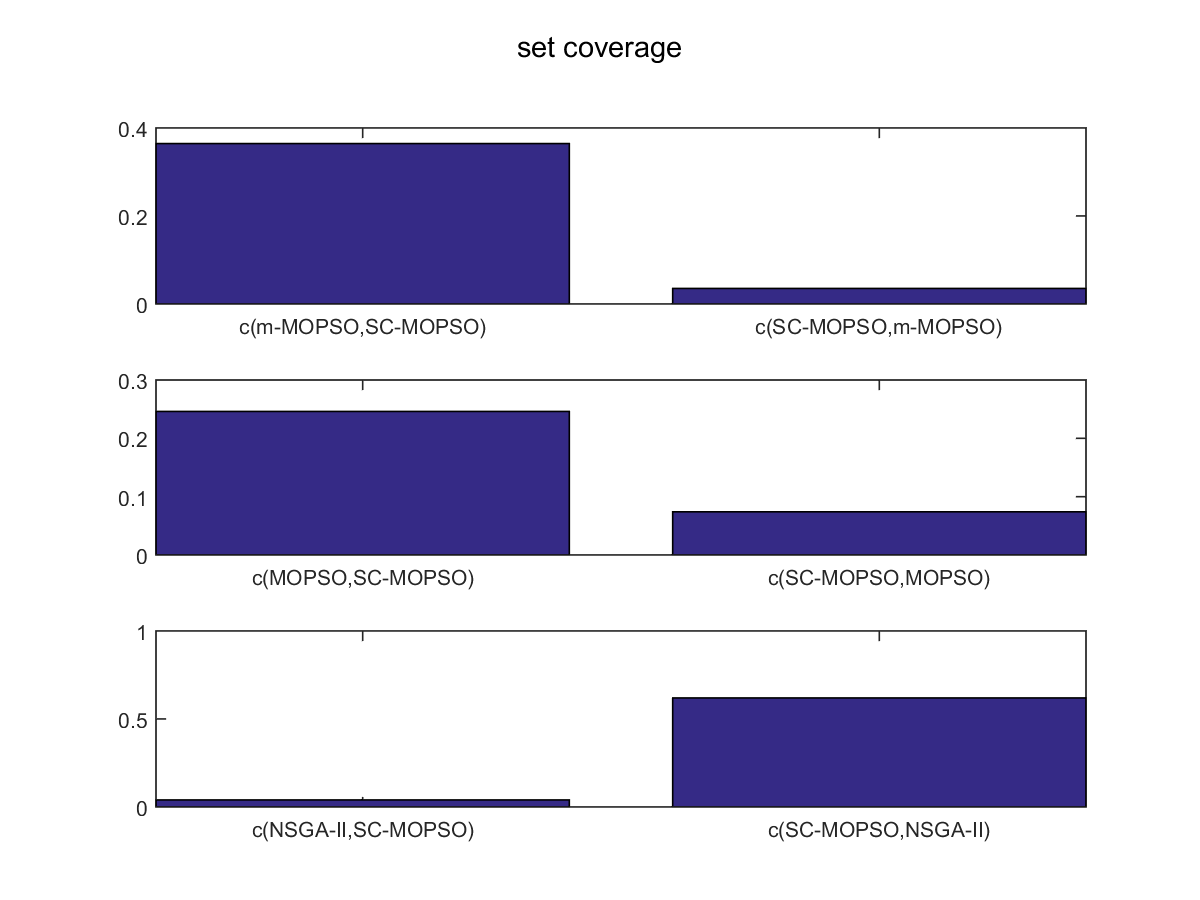 set coverage
0.4
0.2
0
c(m-MOPSO,SC-MOPSO) c(SC-MOPSO,m-MOPSO)
0.3
0.2
0.1
0
c(MOPSO,SC-MOPSO) c(SC-MOPSO,MOPSO)
1
0.5
0
c(NSGA-II,SC-MOPSO) c(SC-MOPSO,NSGA-II)